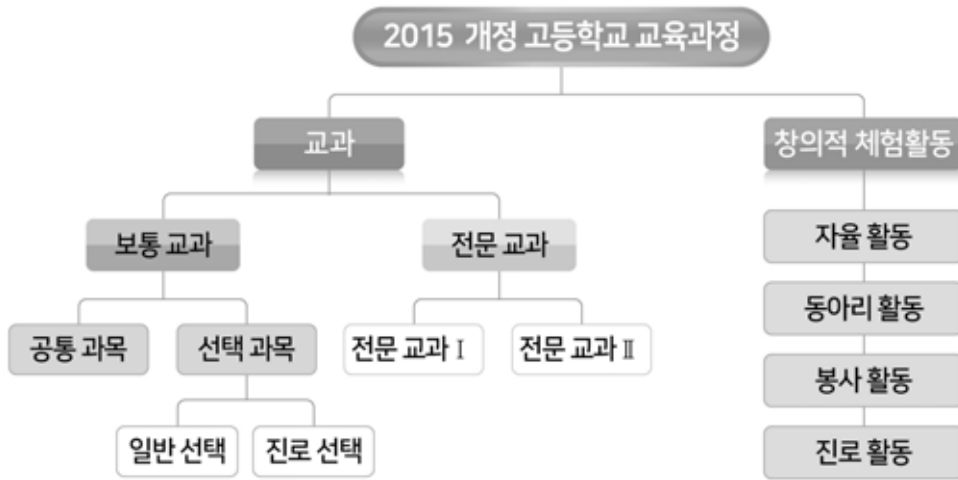 2015 개정 고등학교 교육과정
교과
창의적 체험활동
보통 교과
전문 교과
자율 활동
동아리 활동
공통 과목
선택 과목
전문 교과 Ⅰ
전문 교과 Ⅱ
봉사 활동
일반 선택
진로 선택
진로 활동